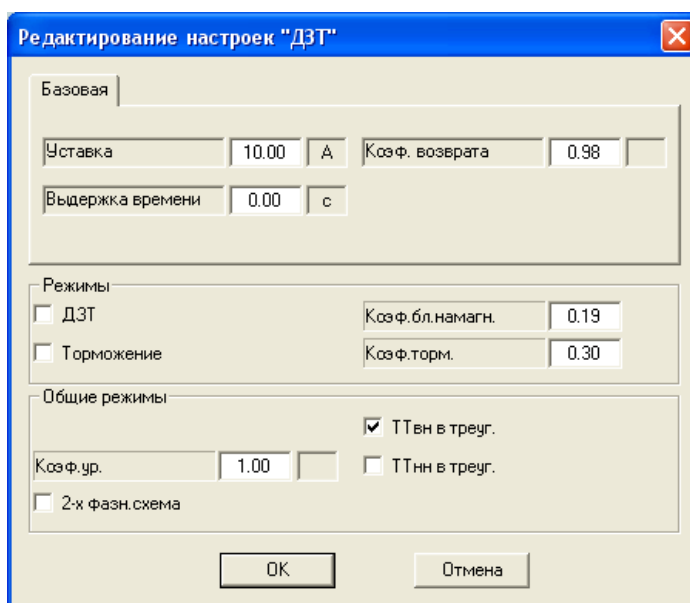 Редактирование настроек "ДЗТ"
Базовая
Уставка 10.00 А Коэф. возврата 0.98
Выдержка времени 0.00 с
Режимы
ДЗТ Коэф.бл.намагн. 0.19
Торможение Коэф.торм. 0.30
Общие режимы
ТТвн в треуг.
Коэф.ур. 1.00 ТТнн в треуг.
2-х фазн.схема
OK Отмена